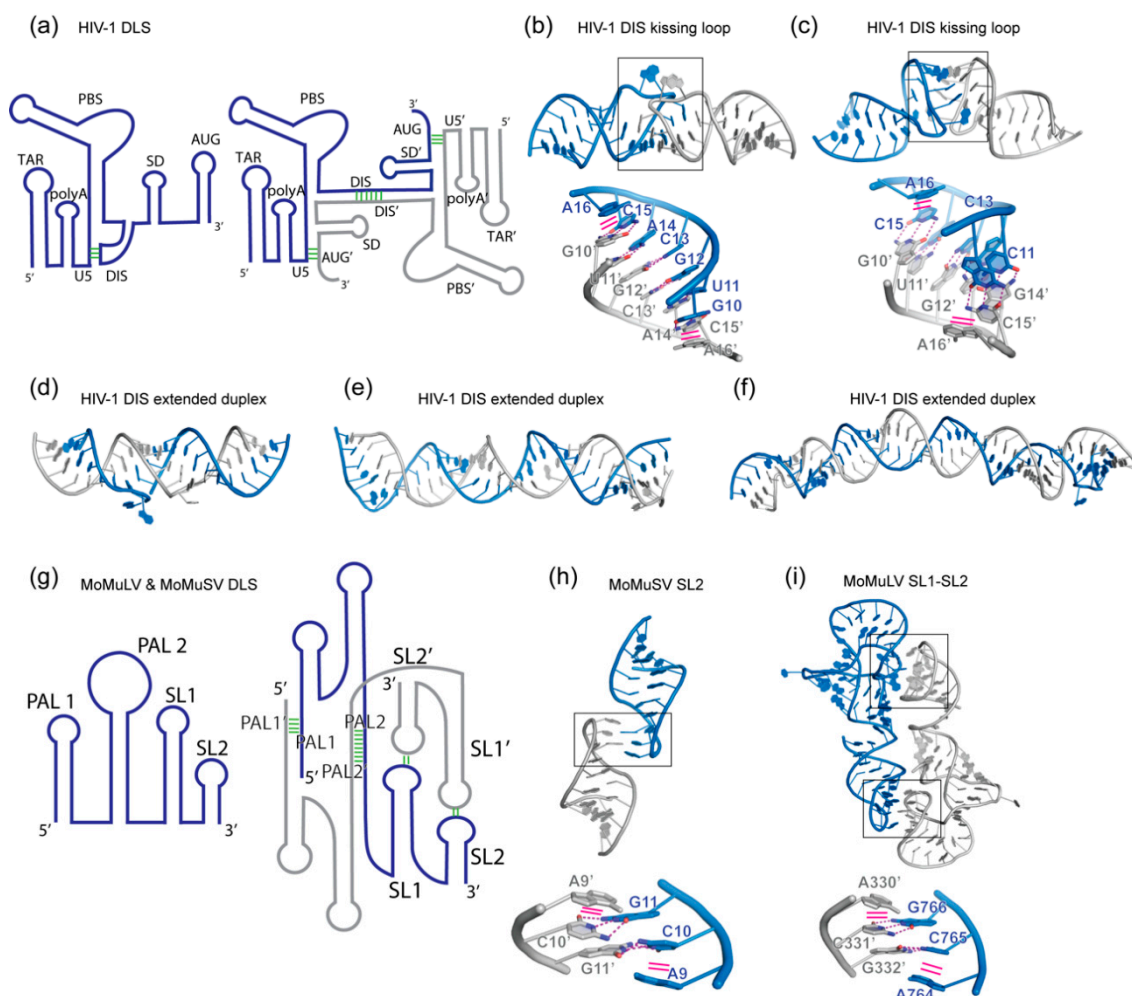 (a) HIV-1 DLS
(b) HIV-1 DIS kissing loop
(c) HIV-1 DIS kissing loop
PBS
TAR
polyA
SD
AUG
5′
U5
DIS
3′
PBS
TAR
polyA
5′
U5
DIS
DIS'
SD
AUG'
3′
3′
AUG
SD'
U5'
5′
polyA'
TAR'
PBS'
A16
C15
A14
C13
G12
U11
G10
G10'
U11'
G12'
C13'
A14'
C15'
A16'
A16
C13
C15
C11
G10'
U11'
G12'
G14'
C15'
A16'
(d) HIV-1 DIS extended duplex
(e) HIV-1 DIS extended duplex
(f) HIV-1 DIS extended duplex
(g) MoMuLV & MoMuSV DLS
(h) MoMuSV SL2
(i) MoMuLV SL1-SL2
PAL 1
PAL 2
SL1
SL2
5′
3′
5′
PAL1'
PAL1
5′
PAL2
PAL2'
SL2'
3′
SL1'
SL1
SL2
3′
A9'
G11
C10'
C10
G11'
A9
A330'
G766
C331'
C765
G332'
A764